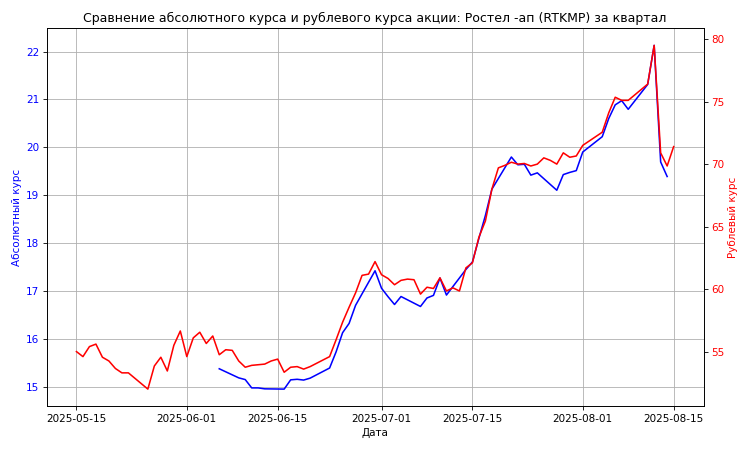 Сравнение абсолютного курса и рублевого курса акции: Ростел -ап (RTKMP) за квартал
22
21
20
19
18
17
16
15
Абсолютный курс
80
75
70
65
60
55
Рублевый курс
2025-05-15 2025-06-01 2025-06-15 2025-07-01 2025-07-15 2025-08-01 2025-08-15
Дата